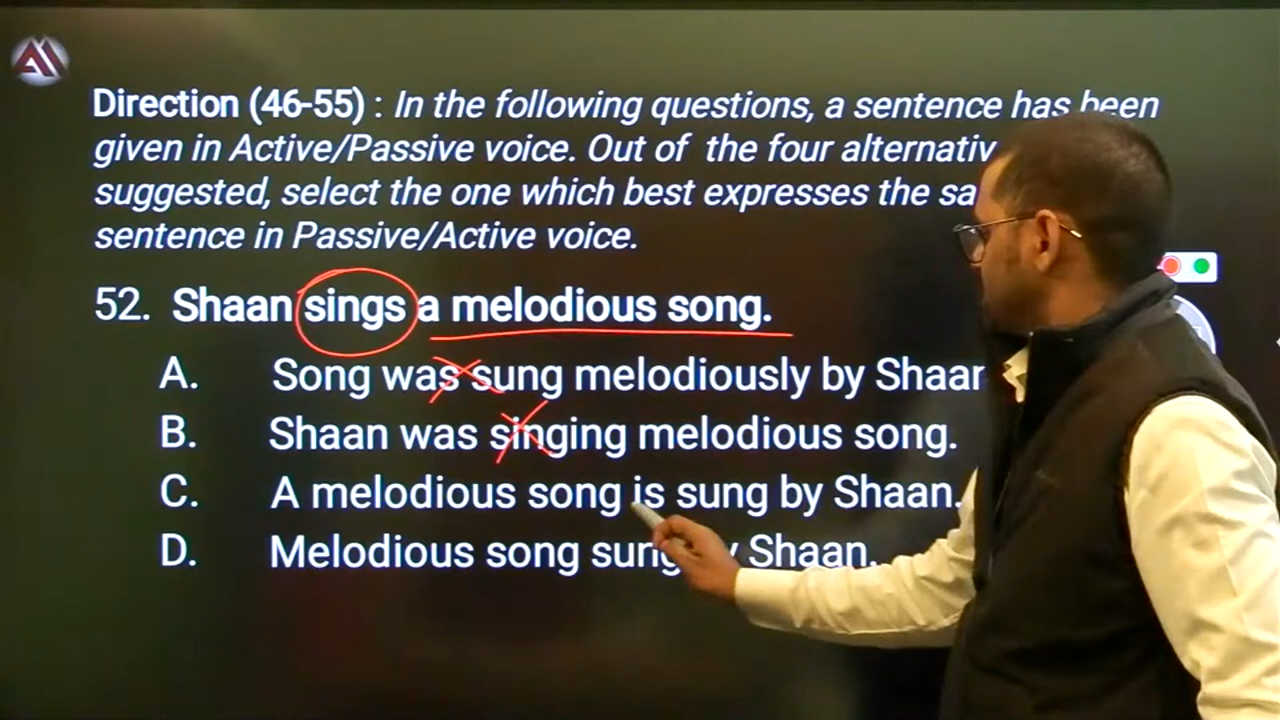 Direction (46-55) : In the following questions, a sentence has been
given in Active/Passive voice. Out of the four
suggested, select the one which best expresses the
sentence in Passive/Active voice.
52. Shaan sings a melodious song.
A. Song was sung melodiously by Shaan
B. Shaan was singing melodious song.
C. A melodious song is sung by Shaan.
D. Melodious song sung by Shaan.